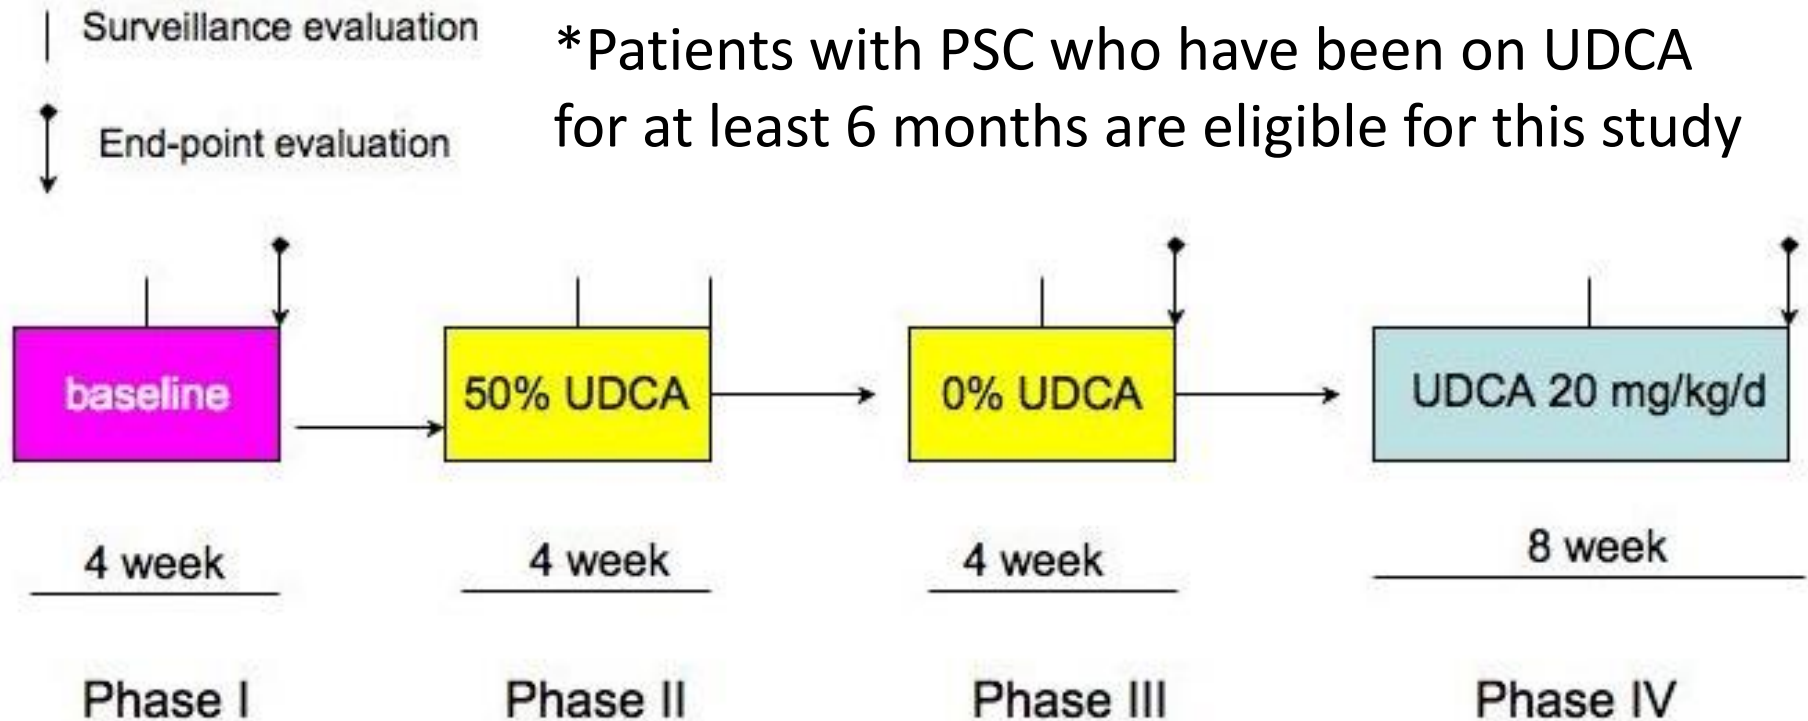 Surveillance evaluation
*Patients with PSC who have been on UDCA
for at least 6 months are eligible for this study
End-point evaluation
baseline
50% UDCA
0% UDCA
UDCA 20 mg/kg/d
4 week
4 week
4 week
8 week
Phase I
Phase II
Phase III
Phase IV